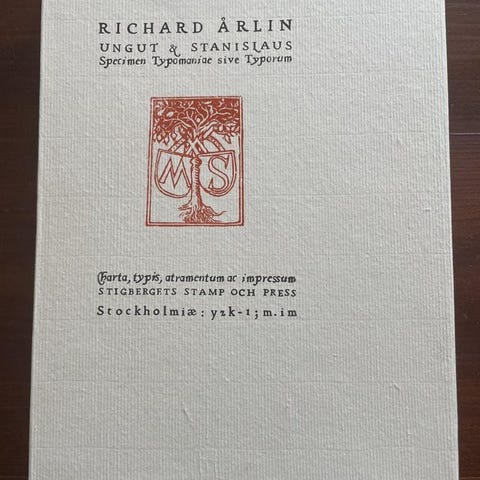 RICHARD ÅRLIN
UNGUT & STANISLAUS
Specimen Typomaniae sive Typorum
M S
Charta, typis, atramentum ac impressum
STIGBERGETS STAMP OCH PRESS
Stockholmiæ: y2k-1; m.im